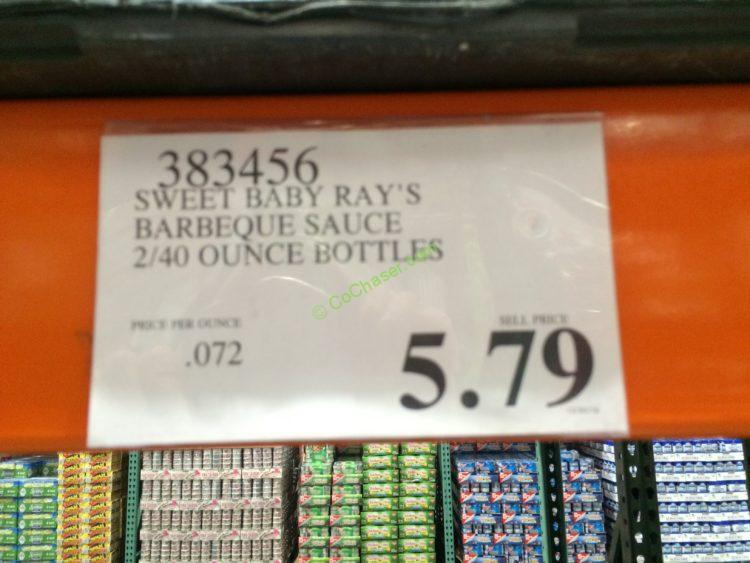 383456
SWEET BABY RAY'S
BARBEQUE SAUCE
2/40 OUNCE BOTTLES
© CoChaser.com
PRICE PER OUNCE
SELL PRICE
.072
5.79